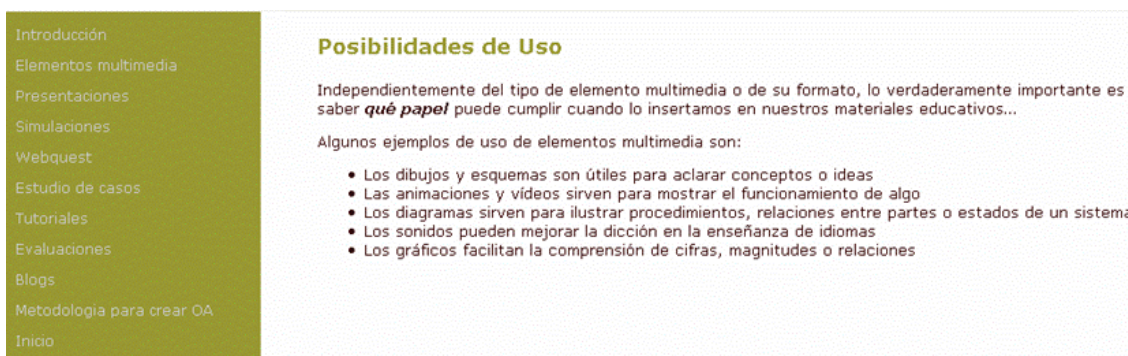 Introducción
Elementos multimedia
Presentaciones
Simulaciones
Webquest
Estudio de casos
Tutoriales
Evaluaciones
Blogs
Metodologia para crear OA
Inicio
Posibilidades de Uso
Independientemente del tipo de elemento multimedia o de su formato, lo verdaderamente importante es
saber qué papel puede cumplir cuando lo insertamos en nuestros materiales educativos...
Algunos ejemplos de uso de elementos multimedia son:
• Los dibujos y esquemas son útiles para aclarar conceptos o ideas
• Las animaciones y vídeos sirven para mostrar el funcionamiento de algo
• Los diagramas sirven para ilustrar procedimientos, relaciones entre partes o estados de un sistema
• Los sonidos pueden mejorar la dicción en la enseñanza de idiomas
• Los gráficos facilitan la comprensión de cifras, magnitudes o relaciones